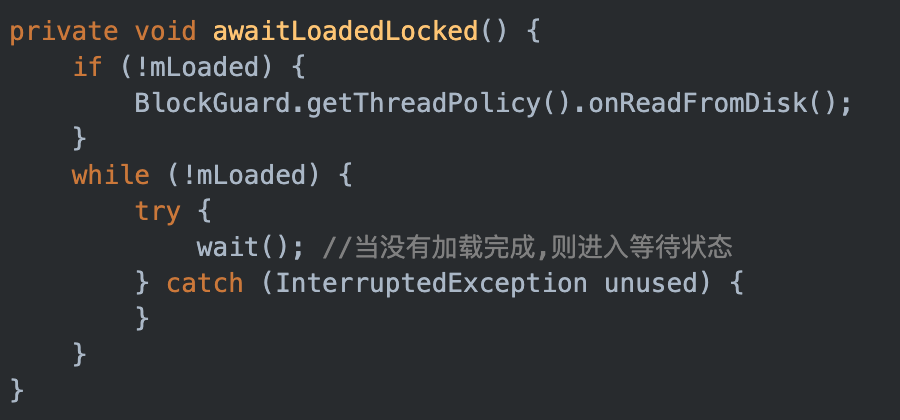 private void awaitLoadedLocked() {
    if (!mLoaded) {
        BlockGuard.getThreadPolicy().onReadFromDisk();
    }
    while (!mLoaded) {
        try {
            wait(); //当没有加载完成,则进入等待状态
        } catch (InterruptedException unused) {
        }
    }
}